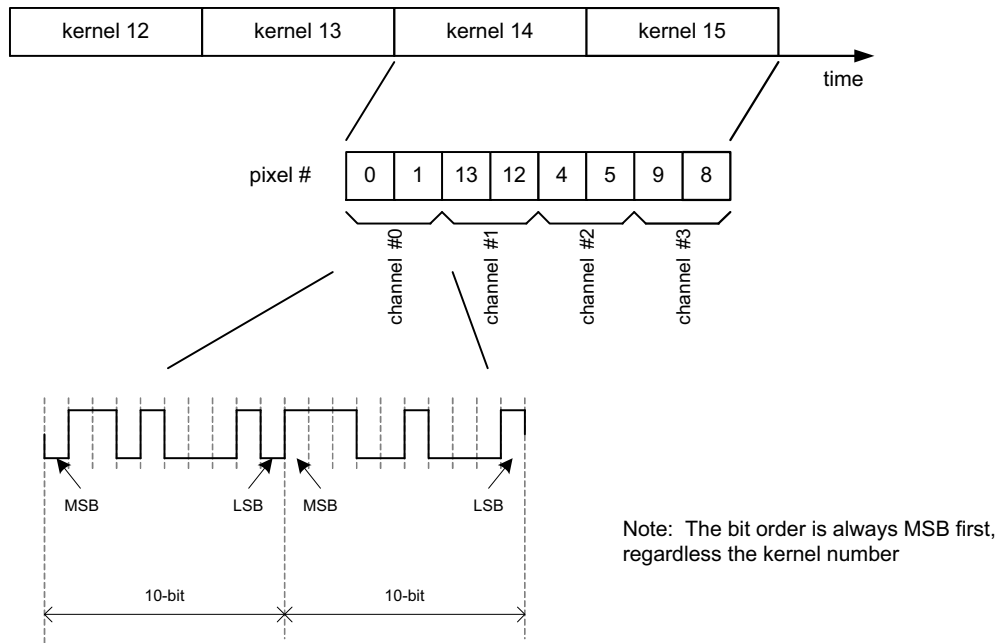 kernel 12 kernel 13 kernel 14 kernel 15
time
pixel # 0 1 13 12 4 5 9 8
channel #0 channel #1 channel #2 channel #3
MSB LSB MSB LSB
Note: The bit order is always MSB first,
regardless the kernel number
10-bit 10-bit